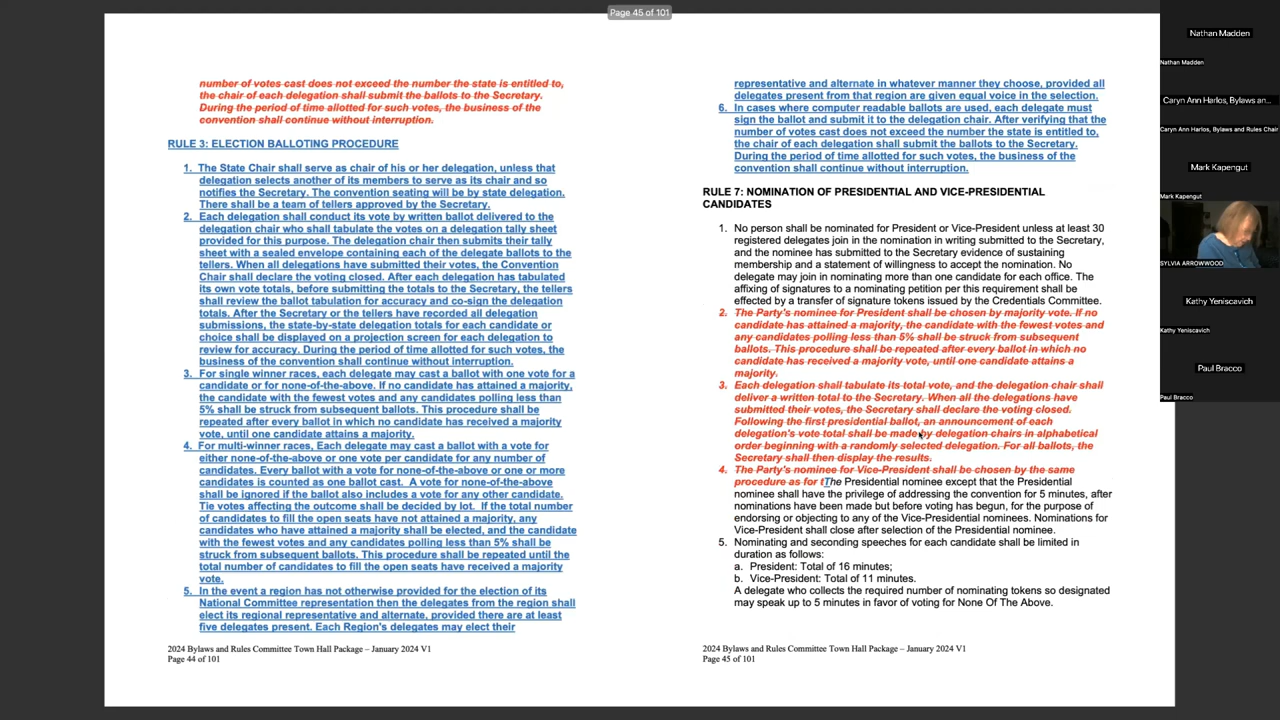 Page 45 of 101
number of votes cast does not exceed the number the state is entitled to,
the chair of each delegation shall submit the ballots to the Secretary.
During the period of time allotted for such votes, the business of the
convention shall continue without interruption.
RULE 3: ELECTION BALLOTING PROCEDURE
1. The State Chair shall serve as chair of his or her delegation, unless that
delegation selects another of its members to serve as its chair and so
notifies the Secretary. The convention seating will be by state delegation.
There shall be a team of tellers approved by the Secretary.
2. Each delegation shall conduct its vote by written ballot delivered to the
delegation chair who shall tabulate the votes on a delegation tally sheet
provided for this purpose. The delegation chair then submits their tally
sheet with a sealed envelope containing each of the delegate ballots to the
tellers. When all delegations have submitted their votes, the Convention
Chair shall declare the voting closed. After each delegation has tabulated
its own vote totals, before submitting the totals to the Secretary, the tellers
shall review the ballot tabulation for accuracy and co-sign the delegation
totals. After the Secretary or the tellers have recorded all delegation
submissions, the state-by-state delegation totals for each candidate or
choice shall be displayed on a projection screen for each delegation to
review for accuracy. During the period of time allotted for such votes, the
business of the convention shall continue without interruption.
3. For single winner races, each delegate may cast a ballot with one vote for a
candidate or for none-of-the-above. If no candidate has attained a majority,
the candidate with the fewest votes and any candidates polling less than
5% shall be struck from subsequent ballots. This procedure shall be
repeated after every ballot in which no candidate has received a majority
vote, until one candidate attains a majority.
4. For multi-winner races, Each delegate may cast a ballot with a vote for
either none-of-the-above or one vote per candidate for any number of
candidates. Every ballot with a vote for none-of-the-above or one or more
candidates is counted as one ballot cast. A vote for none-of-the-above
shall be ignored if the ballot also includes a vote for any other candidate.
Tie votes affecting the outcome shall be decided by lot. If the total number
of candidates to fill the open seats have not attained a majority, any
candidates who have attained a majority shall be elected, and the candidate
with the fewest votes and any candidates polling less than 5% shall be
struck from subsequent ballots. This procedure shall be repeated until the
total number of candidates to fill the open seats have received a majority
vote.
5. In the event a region has not otherwise provided for the election of its
National Committee representation then the delegates from the region shall
elect its regional representative and alternate, provided there are at least
five delegates present. Each Region's delegates may elect their
2024 Bylaws and Rules Committee Town Hall Package – January 2024 V1
Page 44 of 101
representative and alternate in whatever manner they choose, provided all
delegates present from that region are given equal voice in the selection.
6. In cases where computer readable ballots are used, each delegate must
sign the ballot and submit it to the delegation chair. After verifying that the
number of votes cast does not exceed the number the state is entitled to,
the chair of each delegation shall submit the ballots to the Secretary.
During the period of time allotted for such votes, the business of the
convention shall continue without interruption.
RULE 7: NOMINATION OF PRESIDENTIAL AND VICE-PRESIDENTIAL
CANDIDATES
1. No person shall be nominated for President or Vice-President unless at least 30
registered delegates join in the nomination in writing submitted to the Secretary,
and the nominee has submitted to the Secretary evidence of sustaining
membership and a statement of willingness to accept the nomination. No
delegate may join in nominating more than one candidate for each office. The
affixing of signatures to a nominating petition per this requirement shall be
effected by a transfer of signature tokens issued by the Credentials Committee.
2. The Party's nominee for President shall be chosen by majority vote. If no
candidate has attained a majority, the candidate with the fewest votes and
any candidates polling less than 5% shall be struck from subsequent
ballots. This procedure shall be repeated after every ballot in which no
candidate has received a majority vote, until one candidate attains a
majority.
3. Each delegation shall tabulate its total vote, and the delegation chair shall
deliver a written total to the Secretary. When all the delegations have
submitted their votes, the Secretary shall declare the voting closed.
Following the first presidential ballot, an announcement of each
delegation's vote total shall be made by delegation chairs in alphabetical
order beginning with a randomly selected delegation. For all ballots, the
Secretary shall then display the results.
4. The Party's nominee for Vice-President shall be chosen by the same
procedure as for tThe Presidential nominee except that the Presidential
nominee shall have the privilege of addressing the convention for 5 minutes, after
nominations have been made but before voting has begun, for the purpose of
endorsing or objecting to any of the Vice-Presidential nominees. Nominations for
Vice-President shall close after selection of the Presidential nominee.
5. Nominating and seconding speeches for each candidate shall be limited in
duration as follows:
a. President: Total of 16 minutes;
b. Vice-President: Total of 11 minutes.
A delegate who collects the required number of nominating tokens so designated
may speak up to 5 minutes in favor of voting for None Of The Above.
2024 Bylaws and Rules Committee Town Hall Package – January 2024 V1
Page 45 of 101
Nathan Madden
Nathan Madden
Caryn Ann Harlos, Bylaws an...
Caryn Ann Harlos, Bylaws and Rules Chair
Mark Kapengut
Mark Kapengut
SYLVIA ARROWWOOD
Kathy Yeniscavich
Kathy Yeniscavich
Paul Bracco
Paul Bracco